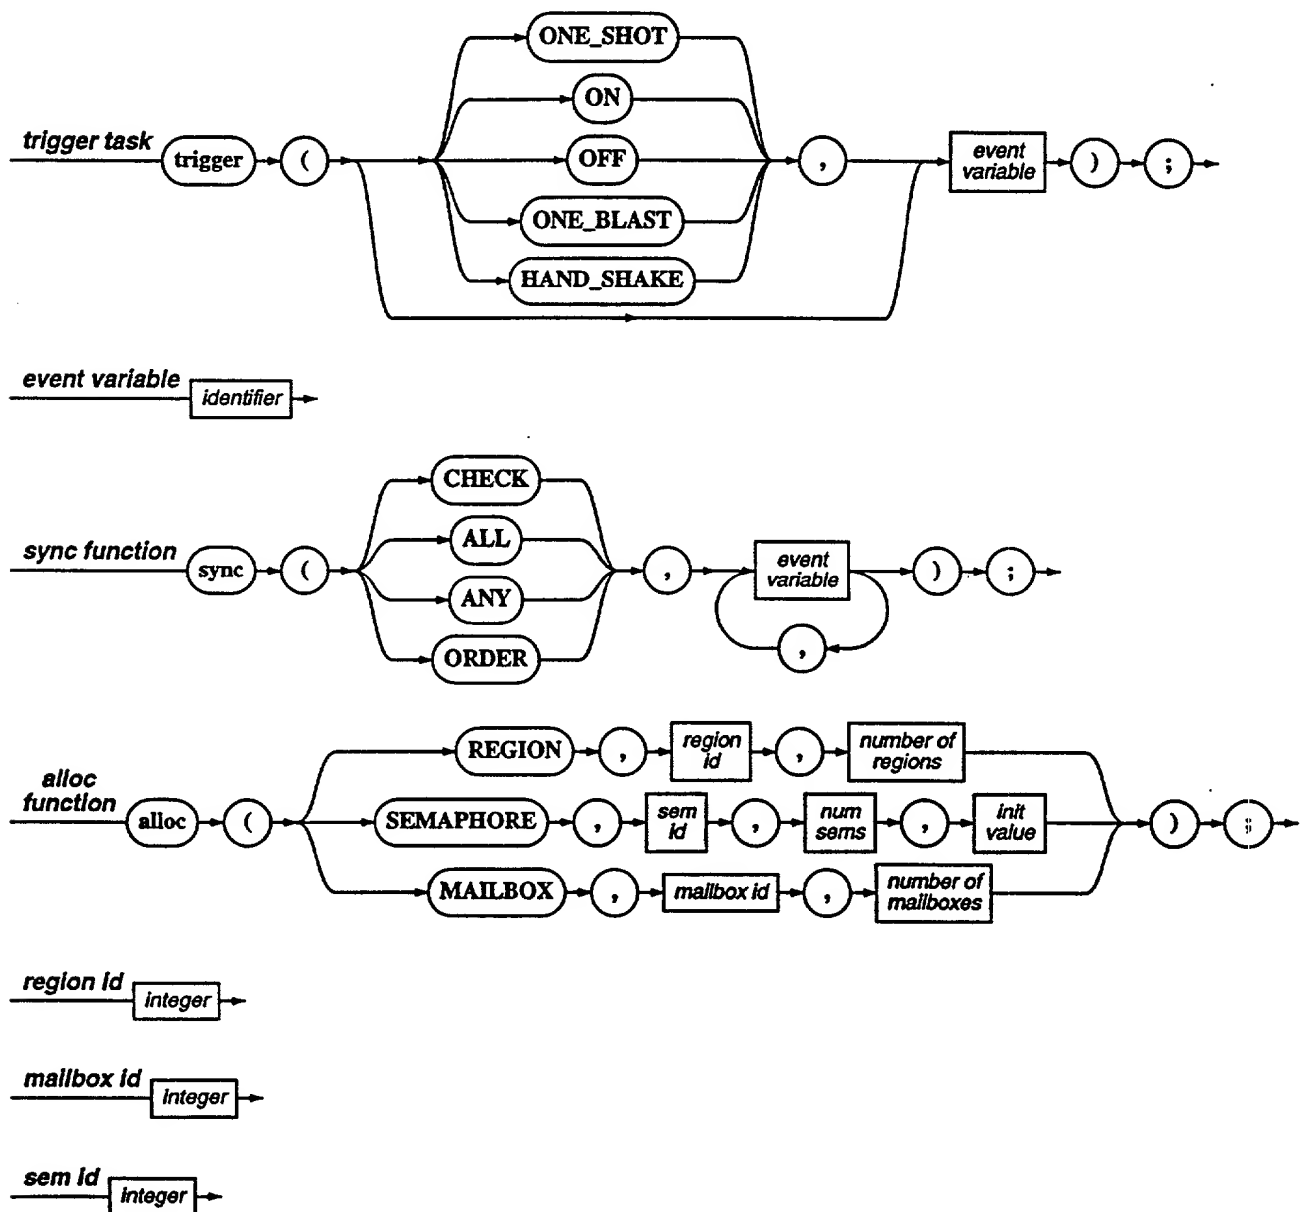 ONE_SHOT
ON
trigger task trigger ( OFF , event variable ) ;
ONE_BLAST
HAND_SHAKE
event variable identifier
CHECK
ALL
sync function sync ( , event variable ) ;
ANY
,
ORDER
REGION , region id , number of regions
alloc function alloc ( SEMAPHORE , sem id , num sems , init value ) ;
MAILBOX , mailbox id , number of mailboxes
region id integer
mailbox id integer
sem id integer